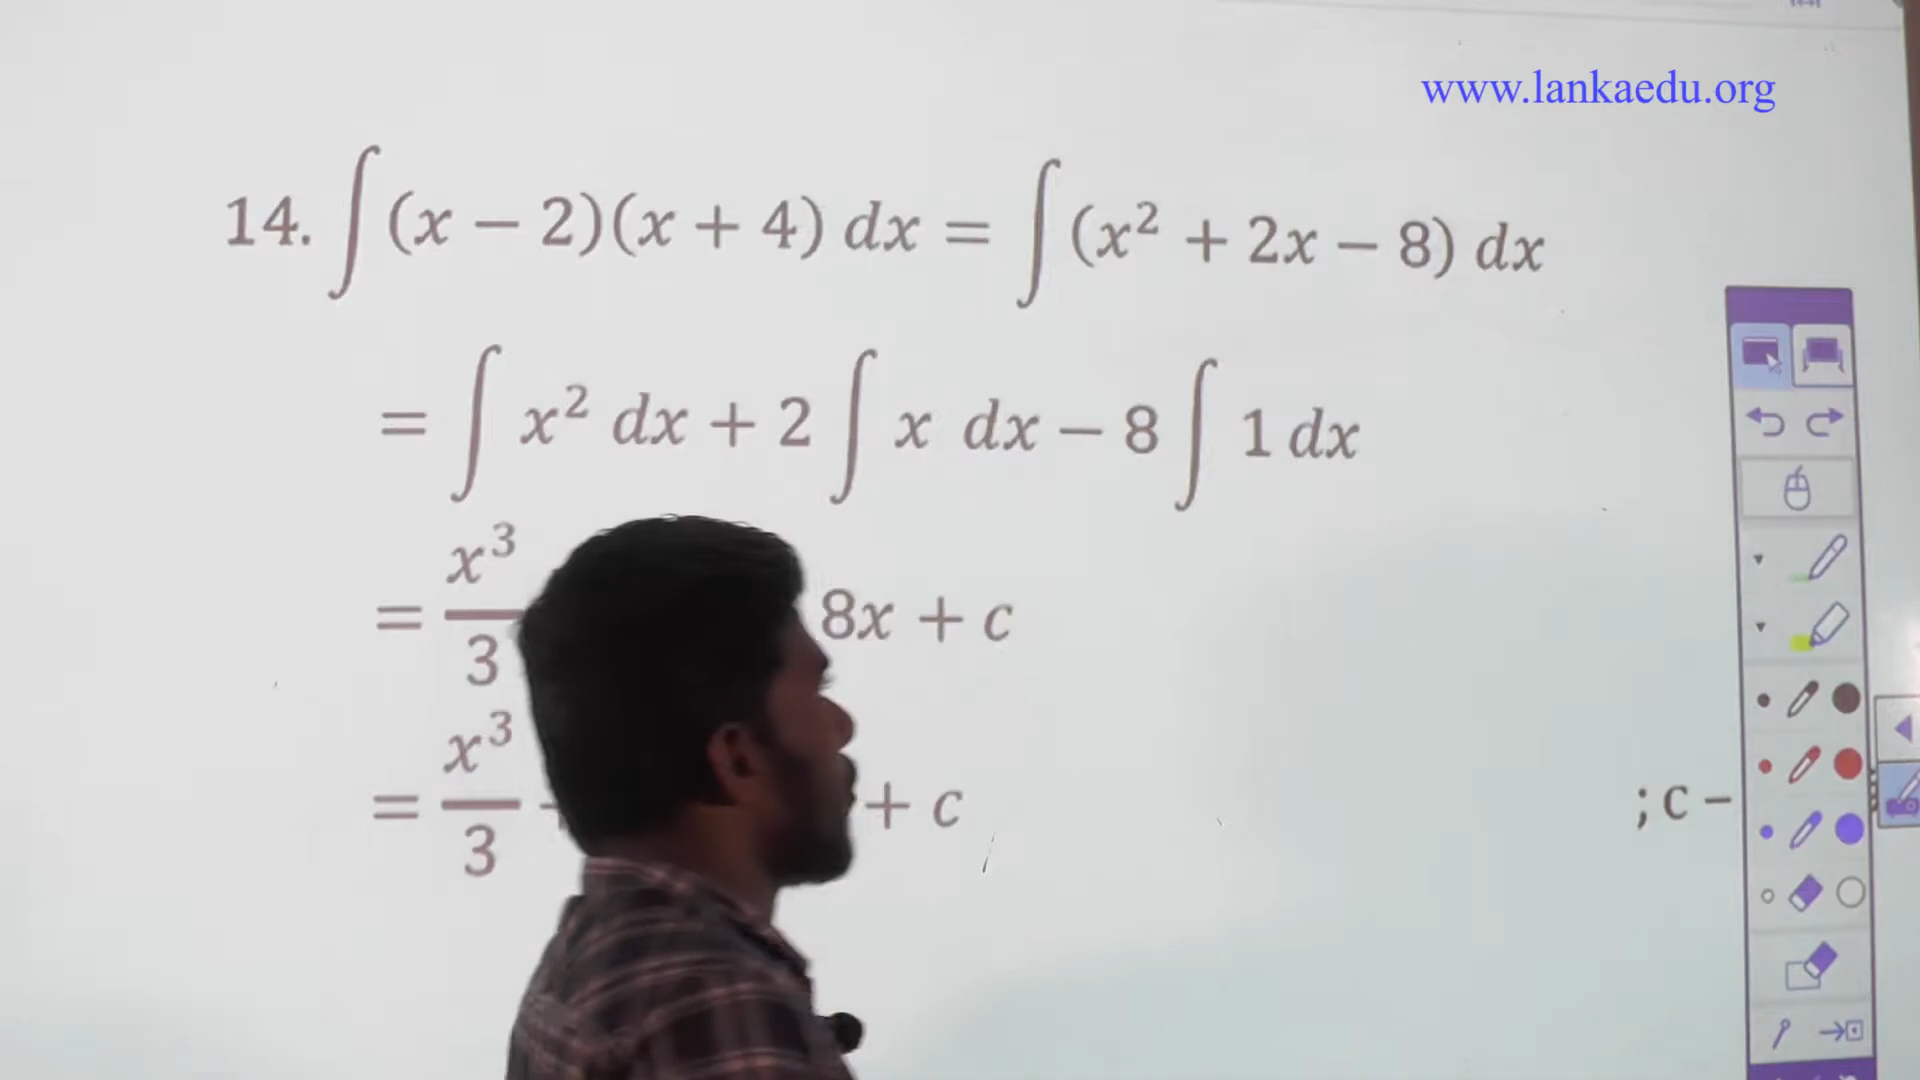 www.lankaedu.org
14. ∫(x − 2)(x + 4) dx = ∫(x² + 2x − 8) dx
= ∫ x² dx + 2 ∫ x dx − 8 ∫ 1 dx
= x³/3 8x + c
= x³/3 + c ; c −